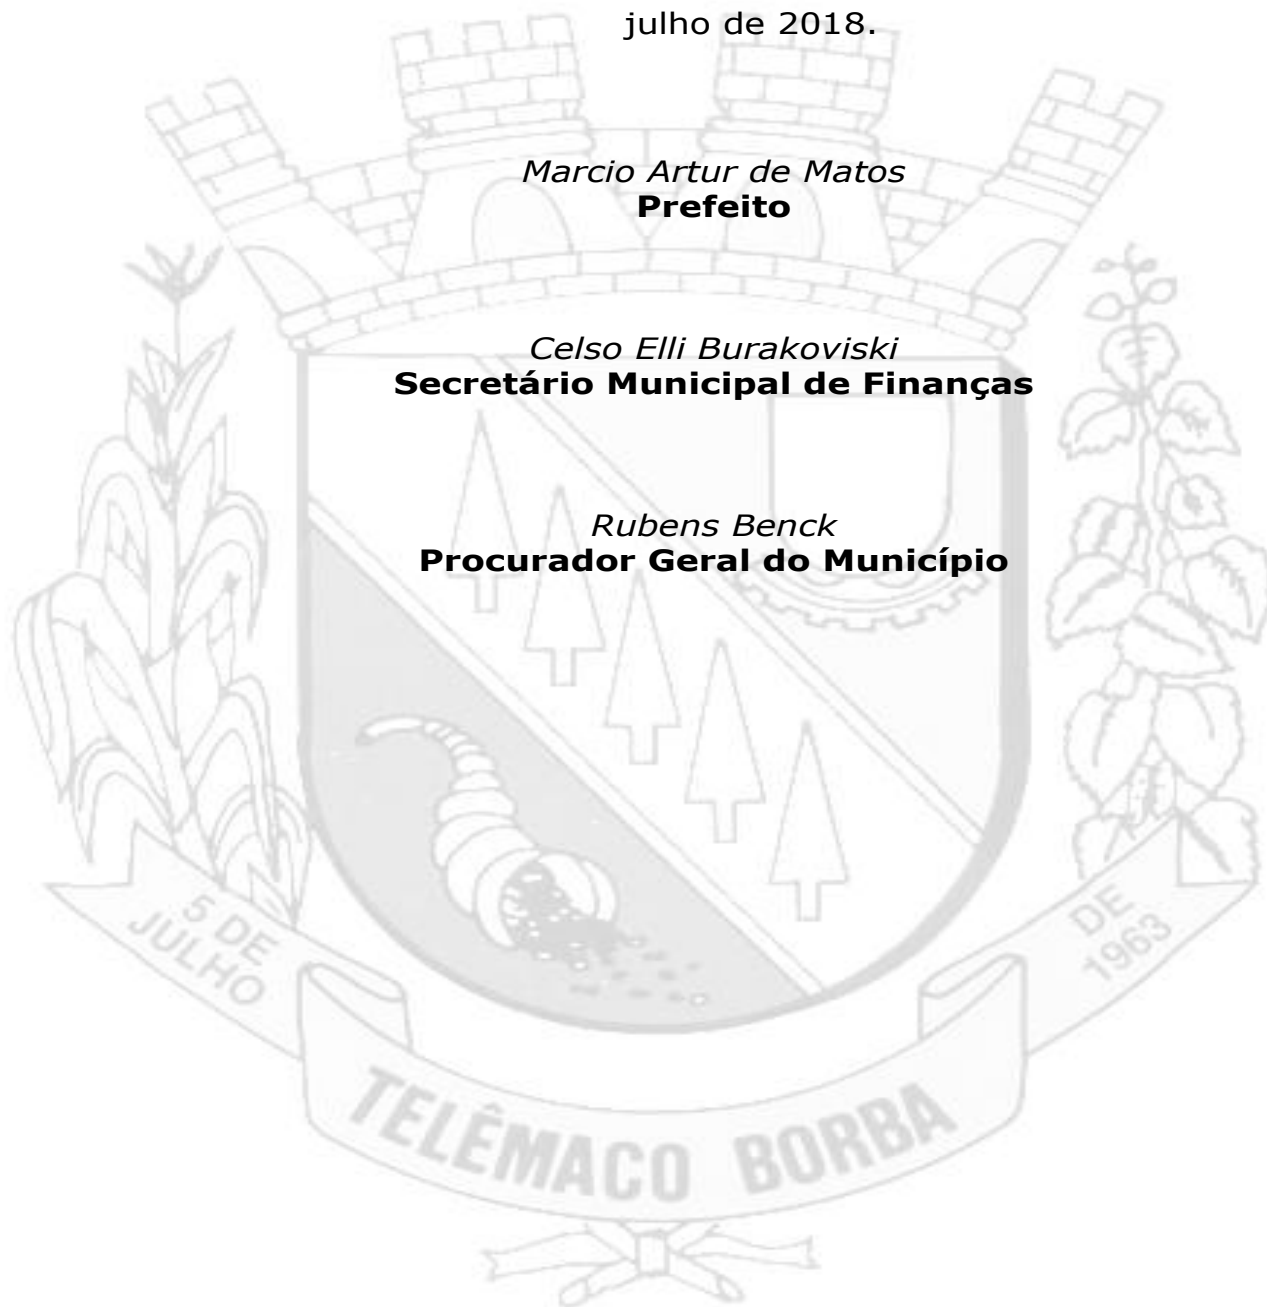 julho de 2018.
Marcio Artur de Matos
Prefeito
Celso Elli Burakoviski
Secretário Municipal de Finanças
Rubens Benck
Procurador Geral do Município
5 DE
JULHO
DE
1963
TELÊMACO BORBA